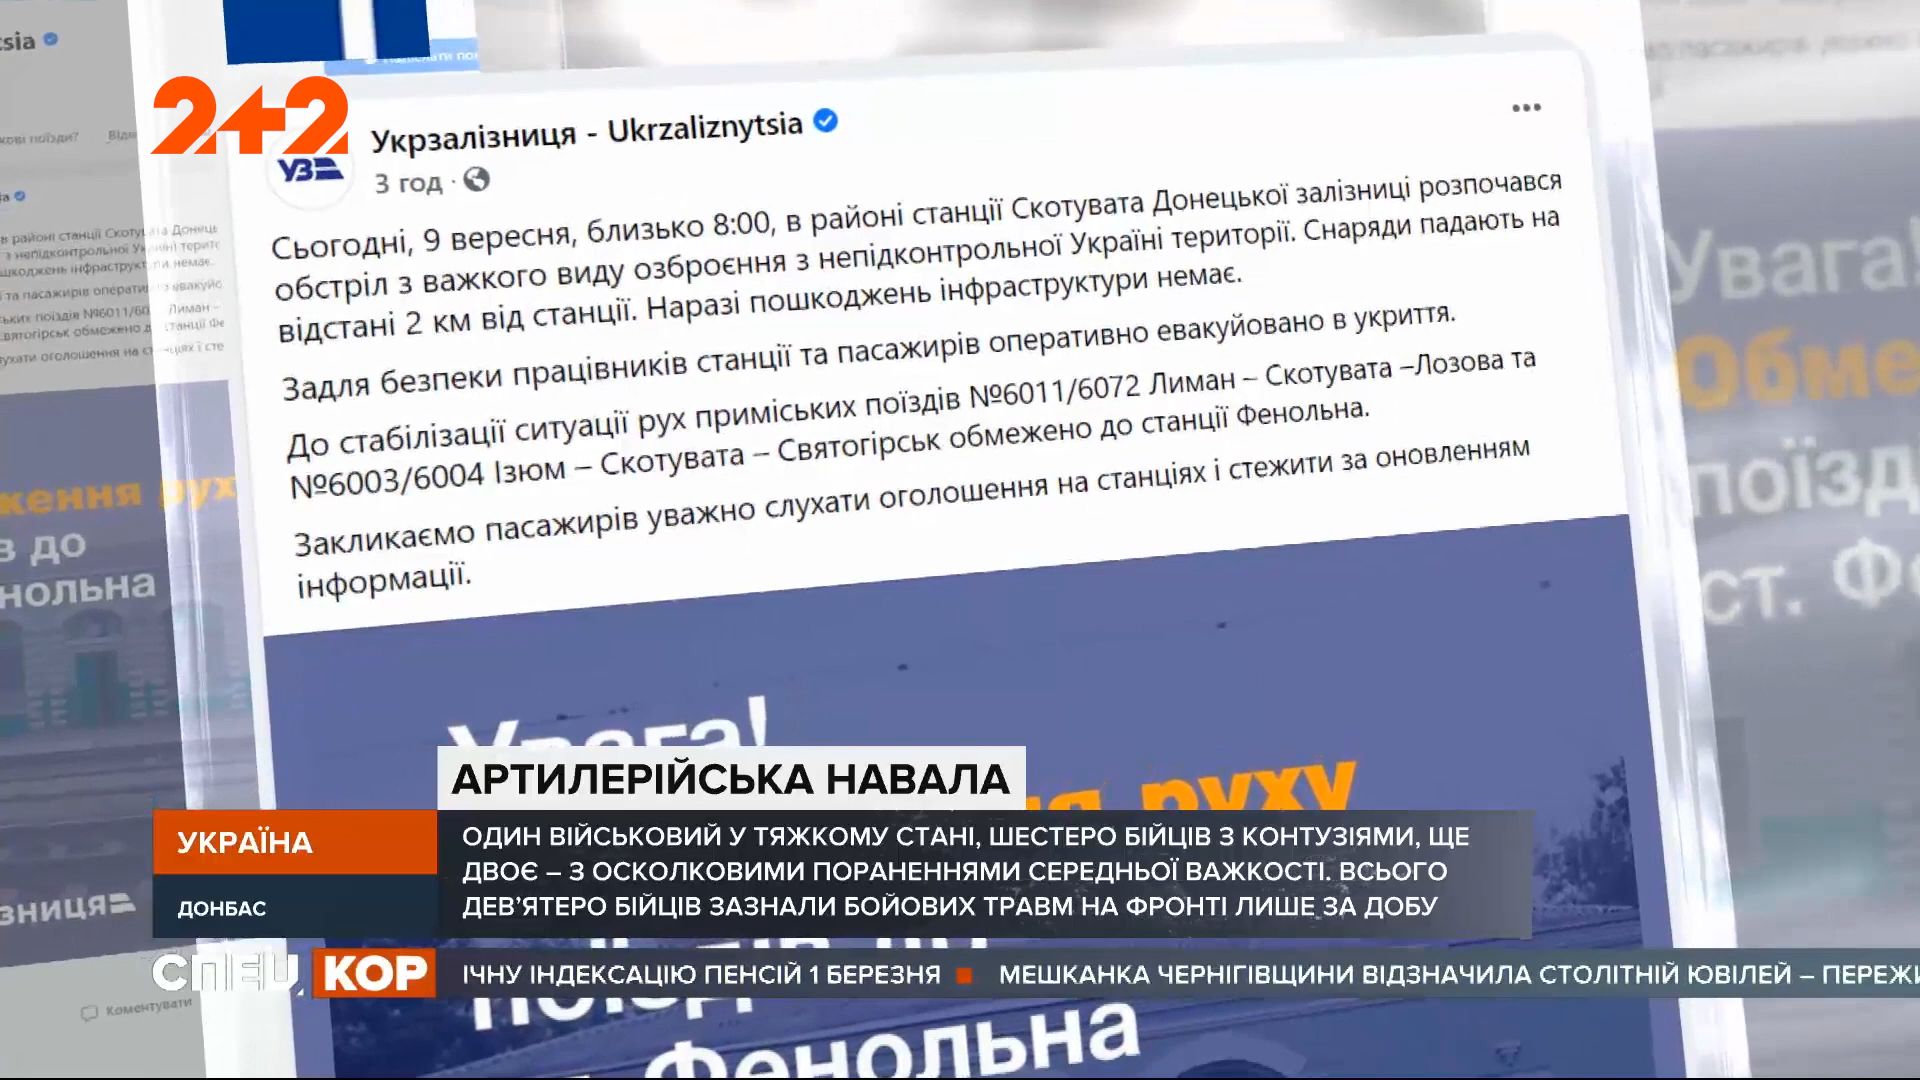 2+2
Укрзалізниця - Ukrzaliznytsia
УЗ
3 год ·
Сьогодні, 9 вересня, близько 8:00, в районі станції Скотувата Донецької залізниці розпочався
обстріл з важкого виду озброєння з непідконтрольної Україні території. Снаряди падають на
відстані 2 км від станції. Наразі пошкоджень інфраструктури немає.
Задля безпеки працівників станції та пасажирів оперативно евакуйовано в укриття.
До стабілізації ситуації рух приміських поїздів №6011/6072 Лиман – Скотувата –Лозова та
№6003/6004 Ізюм – Скотувата – Святогірськ обмежено до станції Фенольна.
Закликаємо пасажирів уважно слухати оголошення на станціях і стежити за оновленням
інформації.
Увага!
руху
АРТИЛЕРІЙСЬКА НАВАЛА
УКРАЇНА
ДОНБАС
ОДИН ВІЙСЬКОВИЙ У ТЯЖКОМУ СТАНІ, ШЕСТЕРО БІЙЦІВ З КОНТУЗІЯМИ, ЩЕ
ДВОЄ – З ОСКОЛКОВИМИ ПОРАНЕННЯМИ СЕРЕДНЬОЇ ВАЖКОСТІ. ВСЬОГО
ДЕВ’ЯТЕРО БІЙЦІВ ЗАЗНАЛИ БОЙОВИХ ТРАВМ НА ФРОНТІ ЛИШЕ ЗА ДОБУ
СПЕЦКОР
ІЧНУ ІНДЕКСАЦІЮ ПЕНСІЙ 1 БЕРЕЗНЯ ■ МЕШКАНКА ЧЕРНІГІВЩИНИ ВІДЗНАЧИЛА СТОЛІТНІЙ ЮВІЛЕЙ – ПЕРЕЖИ
ст. Фенольна
Коментувати